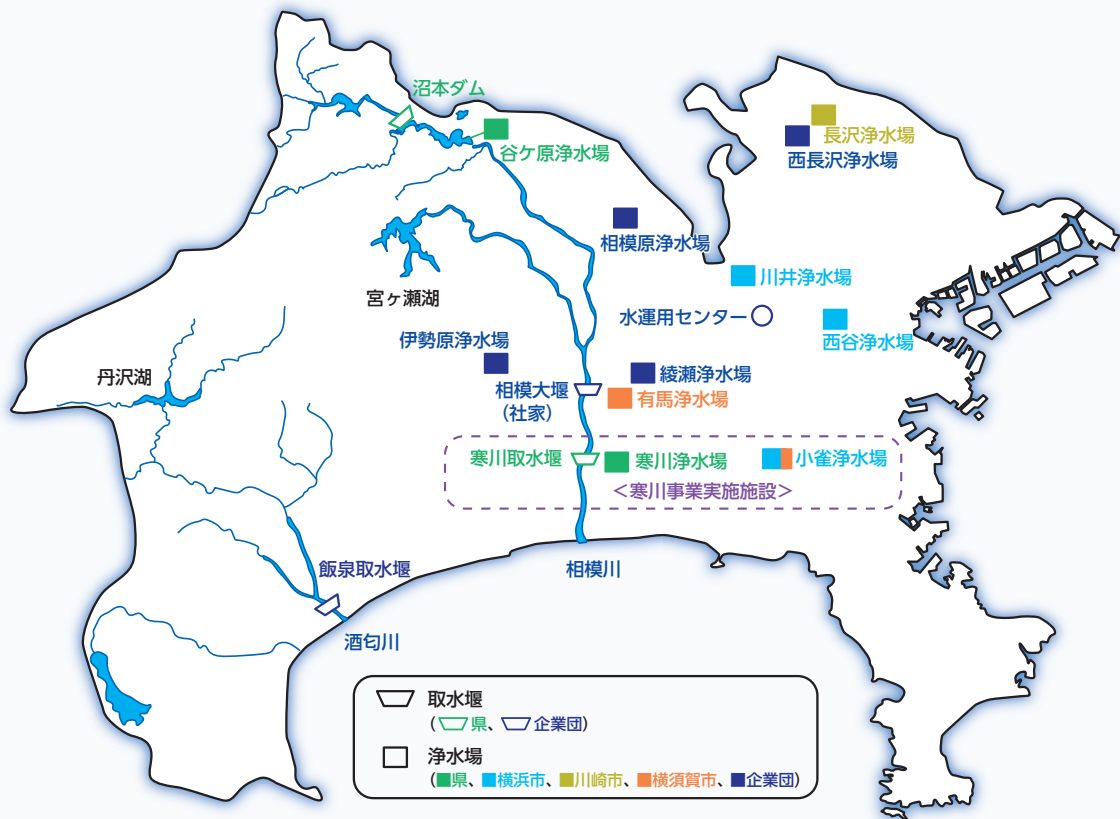 沼本ダム
谷ケ原浄水場
長沢浄水場
西長沢浄水場
相模原浄水場
川井浄水場
宮ヶ瀬湖
水運用センター
西谷浄水場
伊勢原浄水場
丹沢湖
相模大堰
(社家)
綾瀬浄水場
有馬浄水場
寒川取水堰
寒川浄水場
小雀浄水場
<寒川事業実施施設>
飯泉取水堰
相模川
酒匂川
取水堰
(県、企業団)
浄水場
(■県、■横浜市、■川崎市、■横須賀市、■企業団)